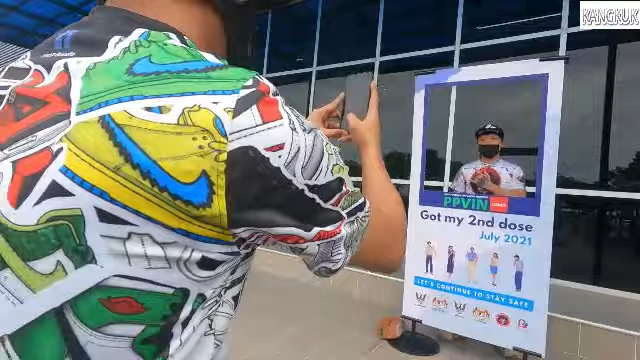 KANGKUK
PPVIN
Got my 2nd dose
July 2021
LET'S CONTINUE TO STAY SAFE